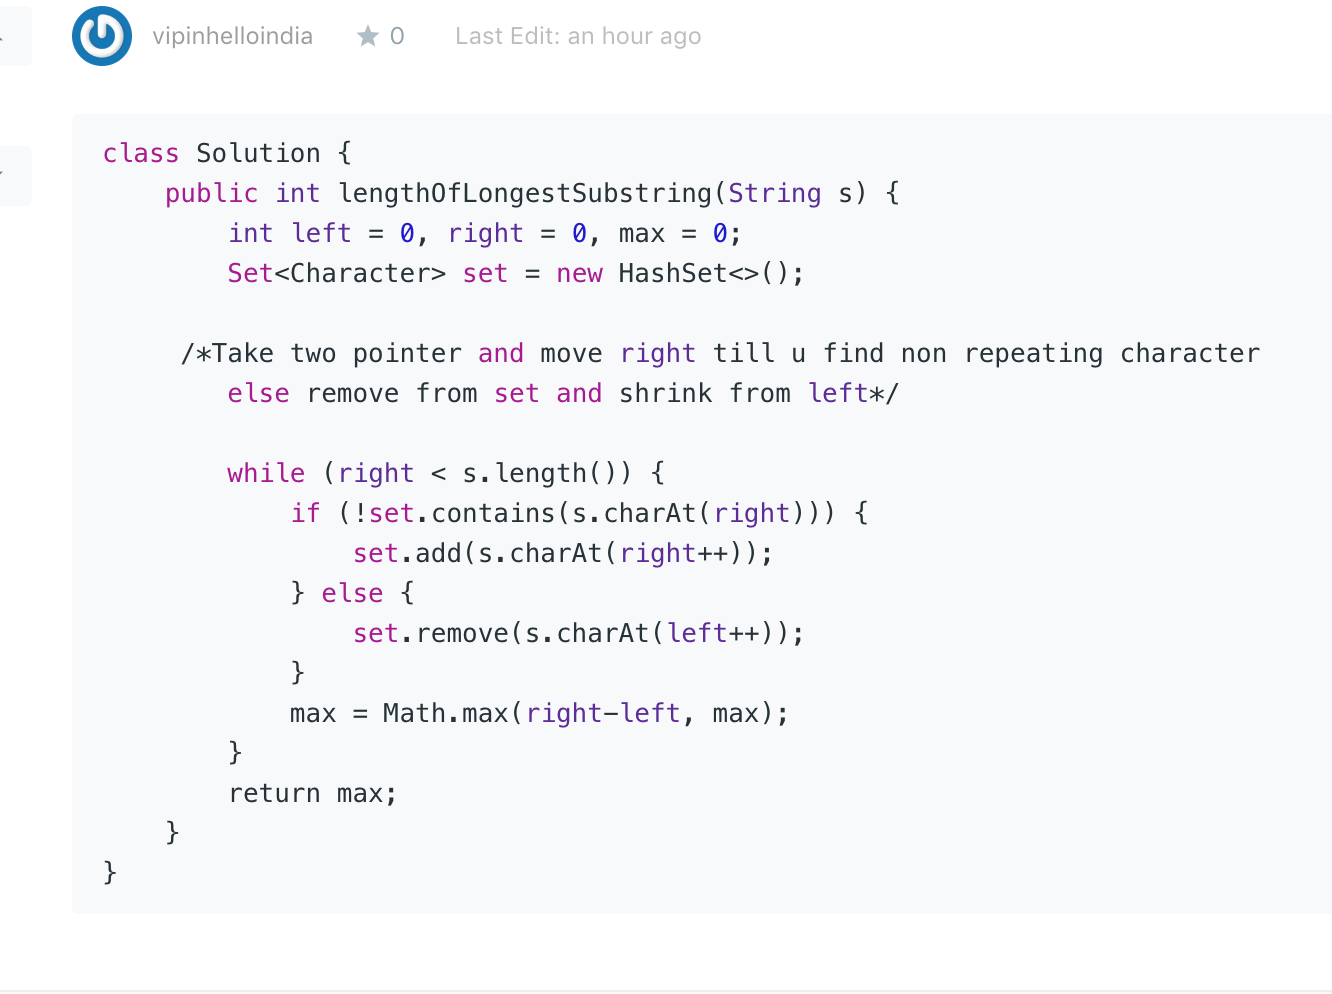 vipinhelloindia ★ 0 Last Edit: an hour ago
class Solution {
public int lengthOfLongestSubstring(String s) {
int left = 0, right = 0, max = 0;
Set<Character> set = new HashSet<>();
/*Take two pointer and move right till u find non repeating character
else remove from set and shrink from left*/
while (right < s.length()) {
if (!set.contains(s.charAt(right))) {
set.add(s.charAt(right++));
} else {
set.remove(s.charAt(left++));
}
max = Math.max(right-left, max);
}
return max;
}
}